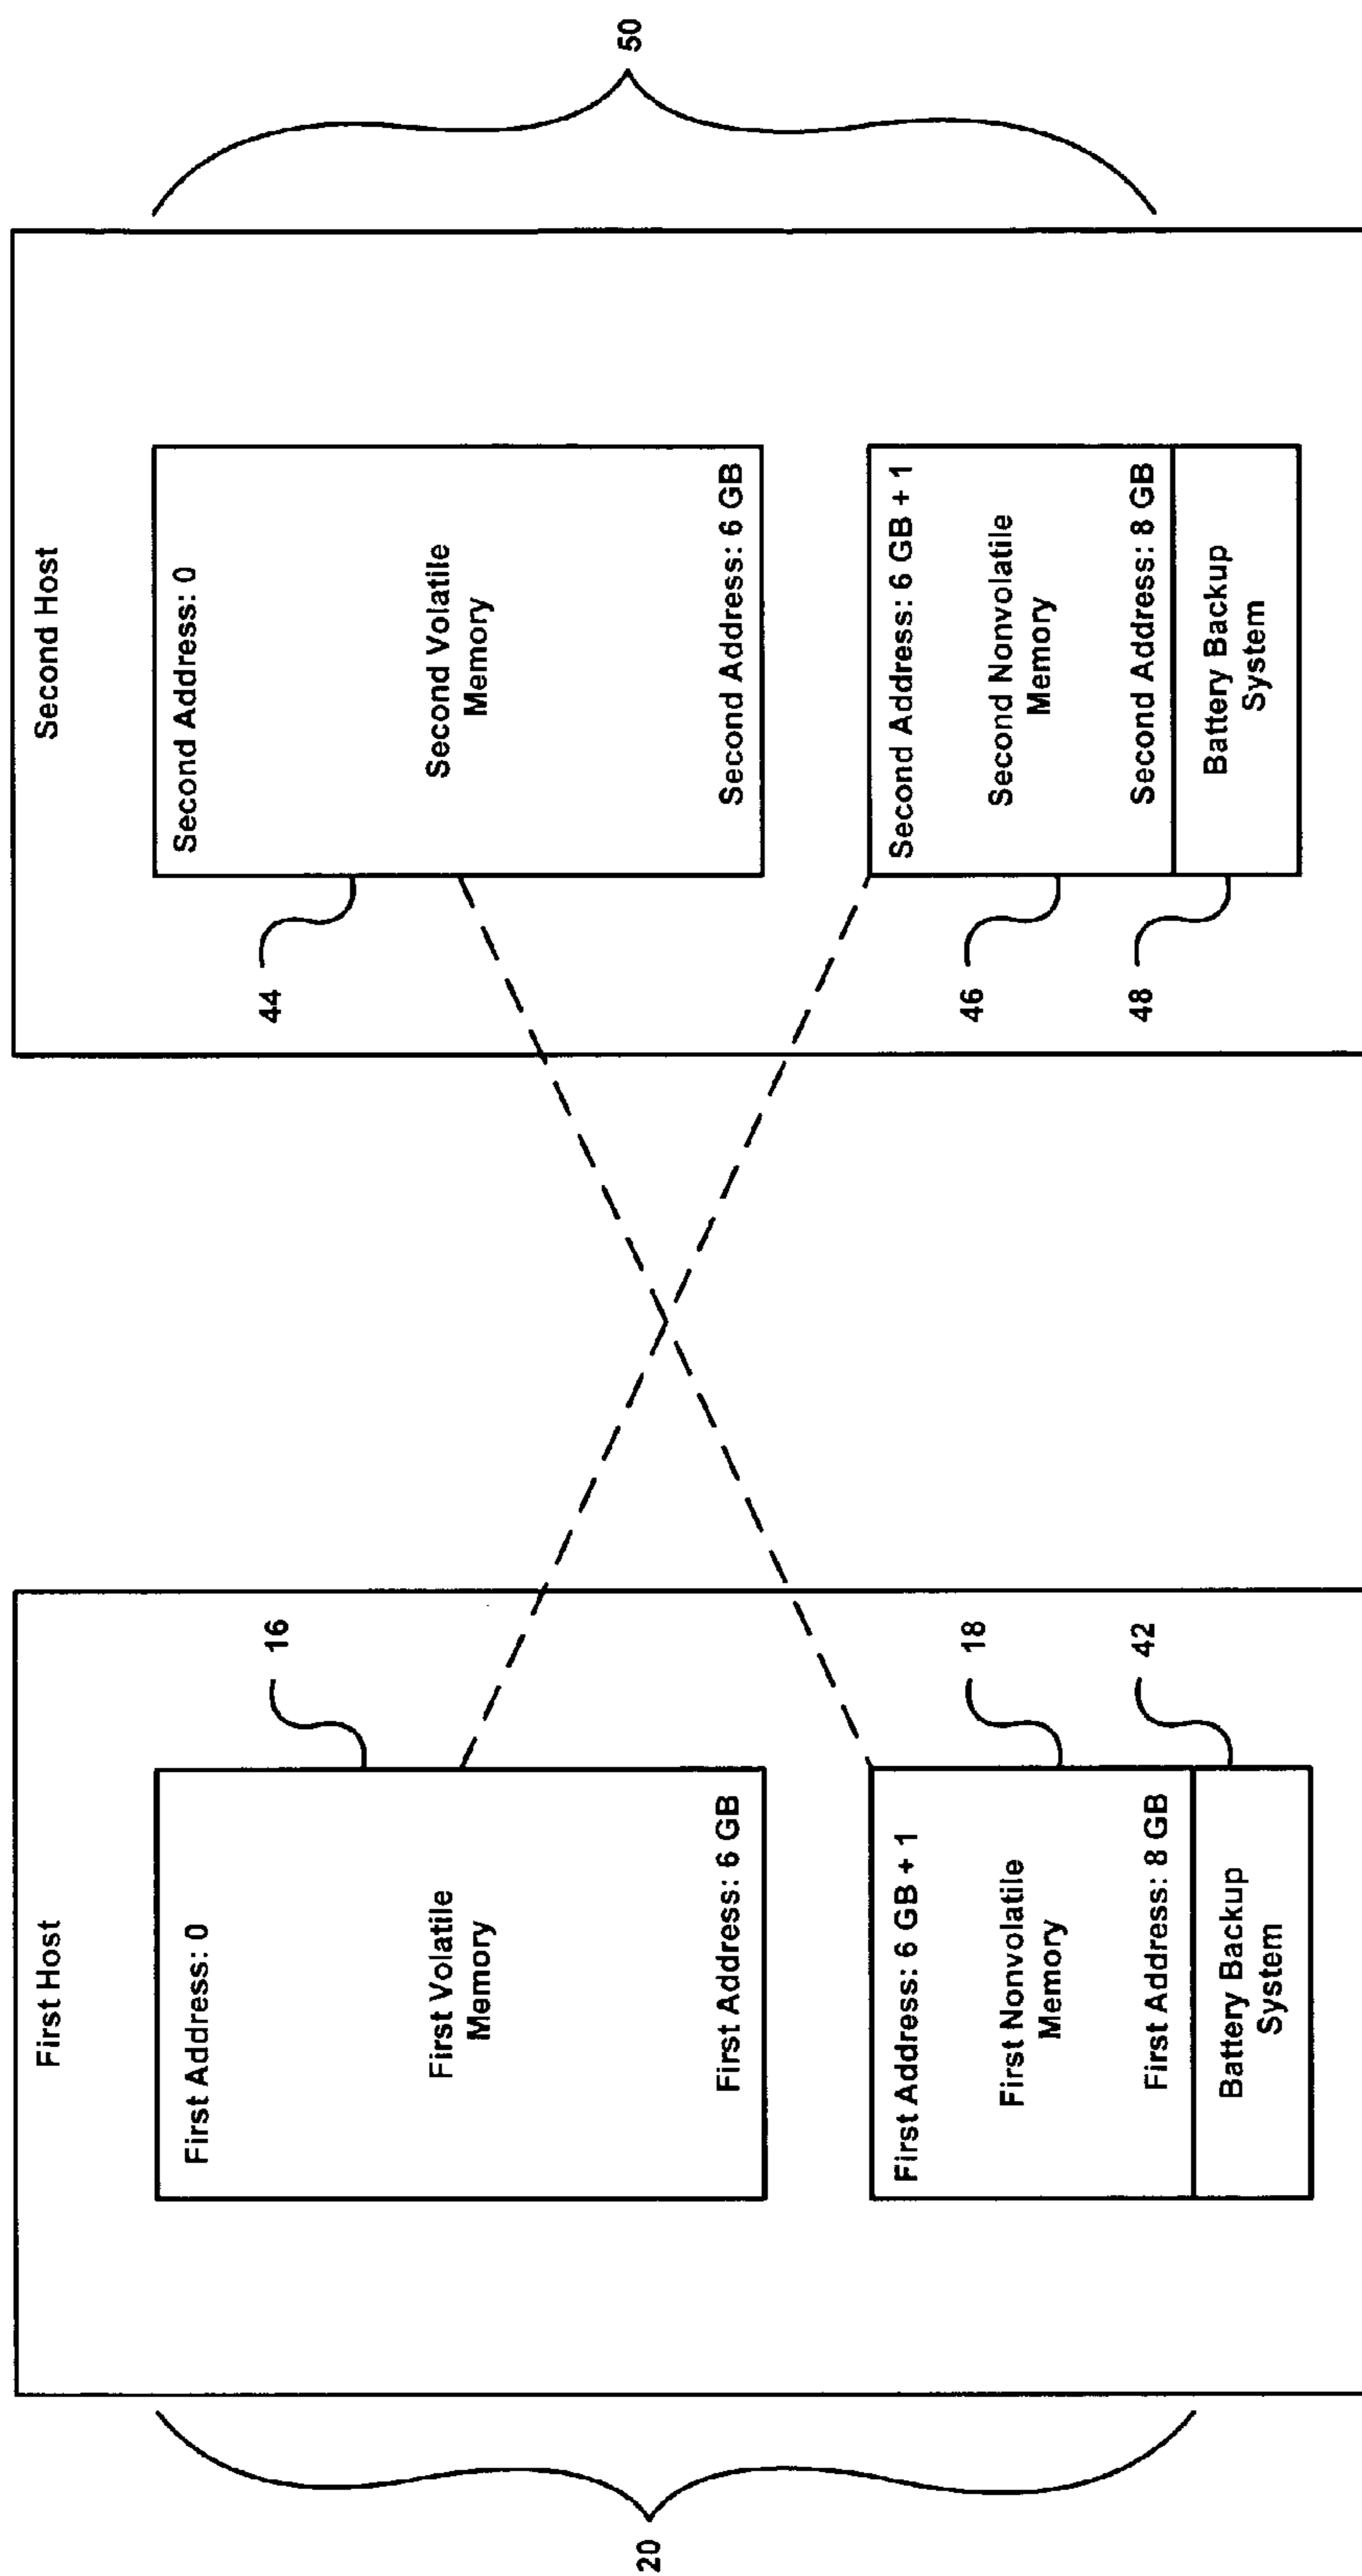 First Host
First Address: 0
16
First Volatile
Memory
First Address: 6 GB
First Address: 6 GB + 1
First Nonvolatile
Memory
18
First Address: 8 GB
Battery Backup
System
42
20
Second Host
Second Address: 0
44
Second Volatile
Memory
Second Address: 6 GB
Second Address: 6 GB + 1
Second Nonvolatile
Memory
46
Second Address: 8 GB
Battery Backup
System
48
50